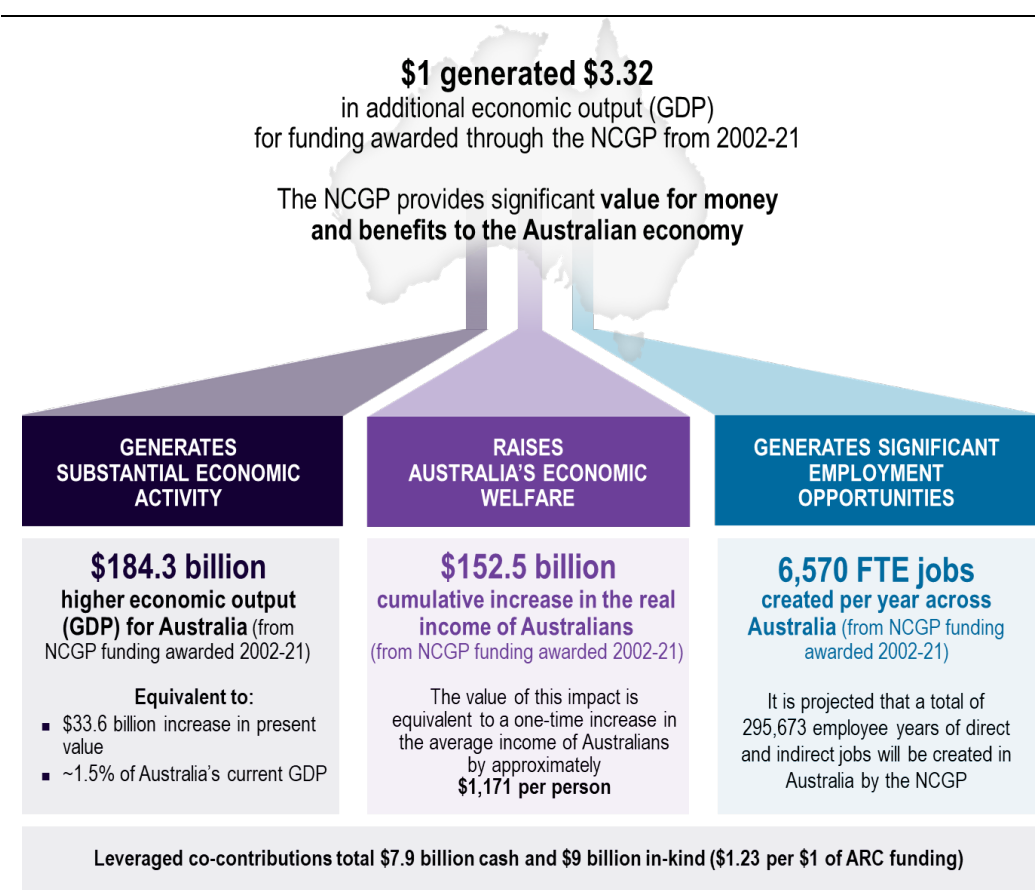 $1 generated $3.32
in additional economic output (GDP)
for funding awarded through the NCGP from 2002-21
The NCGP provides significant value for money
and benefits to the Australian economy
GENERATES
SUBSTANTIAL ECONOMIC
ACTIVITY
$184.3 billion
higher economic output
(GDP) for Australia (from
NCGP funding awarded 2002-21)
Equivalent to:
■ $33.6 billion increase in present
value
■ ~1.5% of Australia's current GDP
RAISES
AUSTRALIA'S ECONOMIC
WELFARE
$152.5 billion
cumulative increase in the real
income of Australians
(from NCGP funding awarded 2002-21)
The value of this impact is
equivalent to a one-time increase in
the average income of Australians
by approximately
$1,171 per person
GENERATES SIGNIFICANT
EMPLOYMENT
OPPORTUNITIES
6,570 FTE jobs
created per year across
Australia (from NCGP funding
awarded 2002-21)
It is projected that a total of
295,673 employee years of direct
and indirect jobs will be created in
Australia by the NCGP
Leveraged co-contributions total $7.9 billion cash and $9 billion in-kind ($1.23 per $1 of ARC funding)